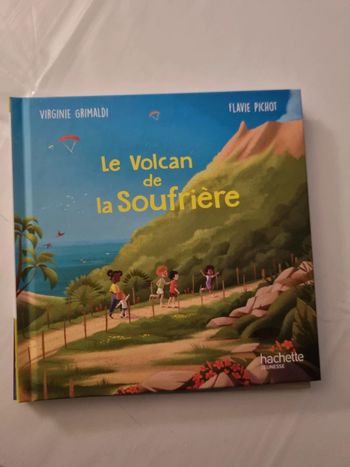 VIRGINIE GRIMALDI
FLAVIE PICHOT
Le Volcan
de
la Soufrière
hachette
JEUNESSE